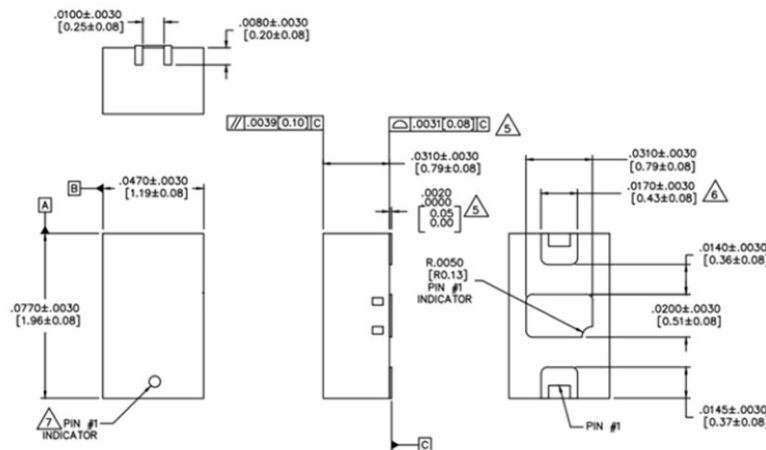 .0100±.0030
[0.25±0.08]
.0080±.0030
[0.20±0.08]
// .0039[0.10] C
⌓ .0031[0.08] C
5
B
.0470±.0030
[1.19±0.08]
A
.0770±.0030
[1.96±0.08]
7
PIN #1
INDICATOR
.0310±.0030
[0.79±0.08]
.0020
.0000
[0.05
0.00]
5
C
R.0050
[R0.13]
PIN #1
INDICATOR
.0310±.0030
[0.79±0.08]
.0170±.0030
[0.43±0.08]
6
.0140±.0030
[0.36±0.08]
.0200±.0030
[0.51±0.08]
.0145±.0030
[0.37±0.08]
PIN #1